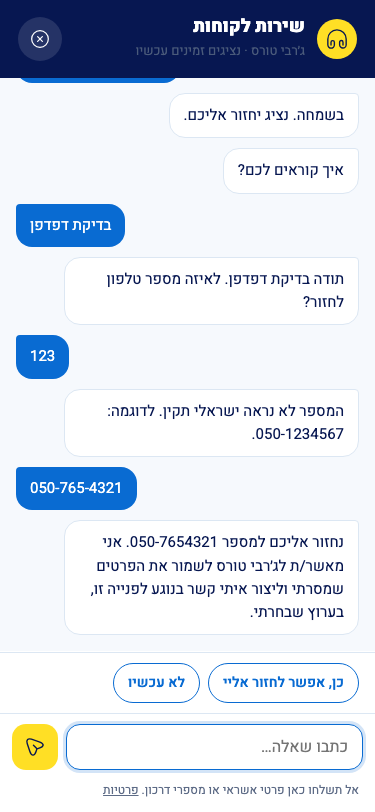 שירות לקוחות
ג'רבי טורס · נציגים זמינים עכשיו
בשמחה. נציג יחזור אליכם.
איך קוראים לכם?
בדיקת דפדפן
תודה בדיקת דפדפן. לאיזה מספר טלפון
לחזור?
123
המספר לא נראה ישראלי תקין. לדוגמה:
050-1234567.
050-765-4321
נחזור אליכם למספר 050-7654321. אני
מאשר/ת לג'רבי טורס לשמור את הפרטים
שמסרתי וליצור איתי קשר בנוגע לפנייה זו,
בערוץ שבחרתי.
כן, אפשר לחזור אליי
לא עכשיו
כתבו שאלה...
אל תשלחו כאן פרטי אשראי או מספרי דרכון. פרטיות